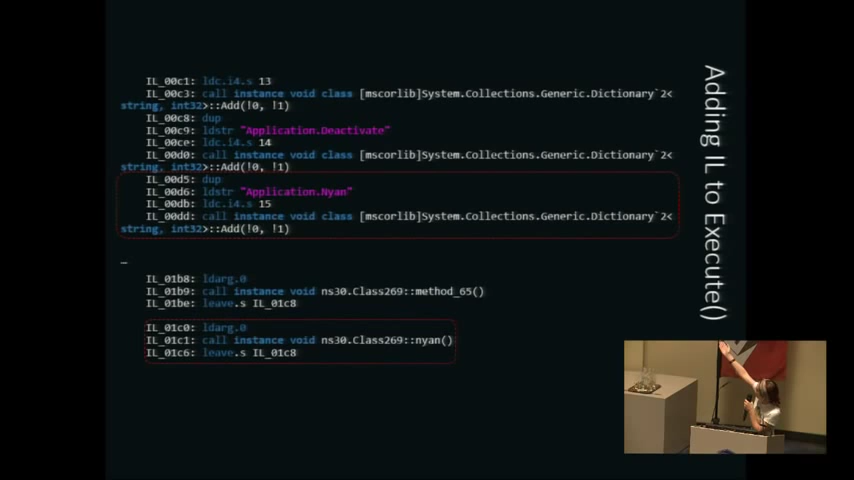 Adding IL to Execute()
IL_00c1: ldc.i4.s 13
IL_00c3: call instance void class [mscorlib]System.Collections.Generic.Dictionary`2<
string, int32>::Add(!0, !1)
IL_00c8: dup
IL_00c9: ldstr "Application.Deactivate"
IL_00ce: ldc.i4.s 14
IL_00d0: call instance void class [mscorlib]System.Collections.Generic.Dictionary`2<
string, int32>::Add(!0, !1)
IL_00d5: dup
IL_00d6: ldstr "Application.Nyan"
IL_00db: ldc.i4.s 15
IL_00dd: call instance void class [mscorlib]System.Collections.Generic.Dictionary`2<
string, int32>::Add(!0, !1)
…
IL_01b8: ldarg.0
IL_01b9: call instance void ns30.Class269::method_65()
IL_01be: leave.s IL_01c8
IL_01c0: ldarg.0
IL_01c1: call instance void ns30.Class269::nyan()
IL_01c6: leave.s IL_01c8